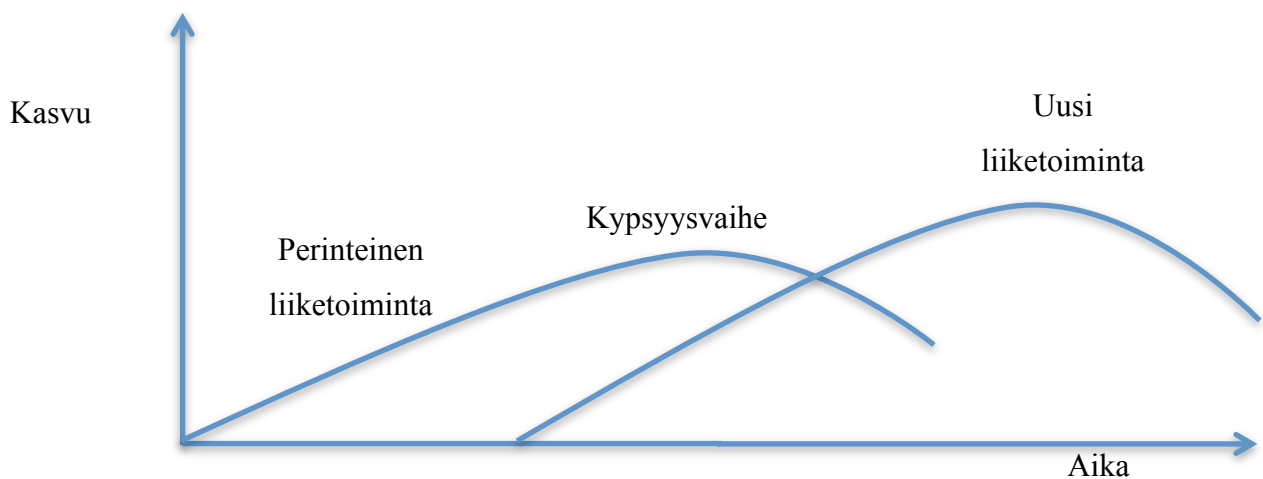 Kasvu
Uusi
liiketoiminta
Kypsyysvaihe
Perinteinen
liiketoiminta
Aika